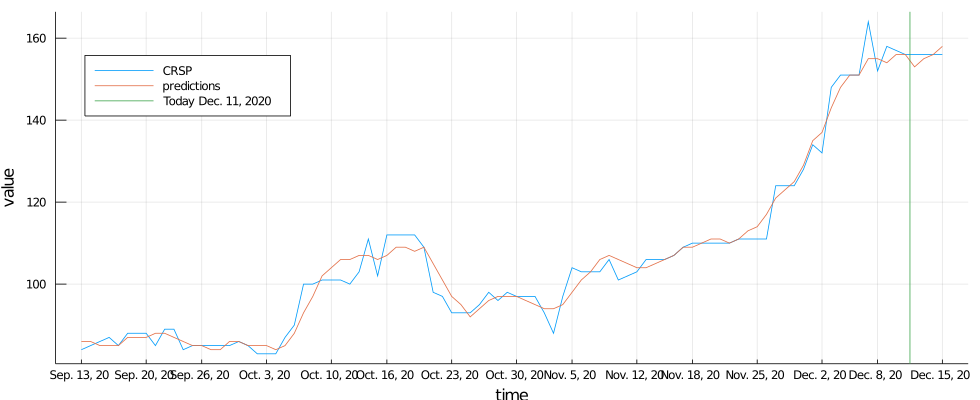 160
140
120
100
value
CRSP
predictions
Today Dec. 11, 2020
Sep. 13, 20 Sep. 20, 20 Sep. 26, 20 Oct. 3, 20 Oct. 10, 20 Oct. 16, 20 Oct. 23, 20 Oct. 30, 20 Nov. 5, 20 Nov. 12, 20 Nov. 18, 20 Nov. 25, 20 Dec. 2, 20 Dec. 8, 20 Dec. 15, 20
time